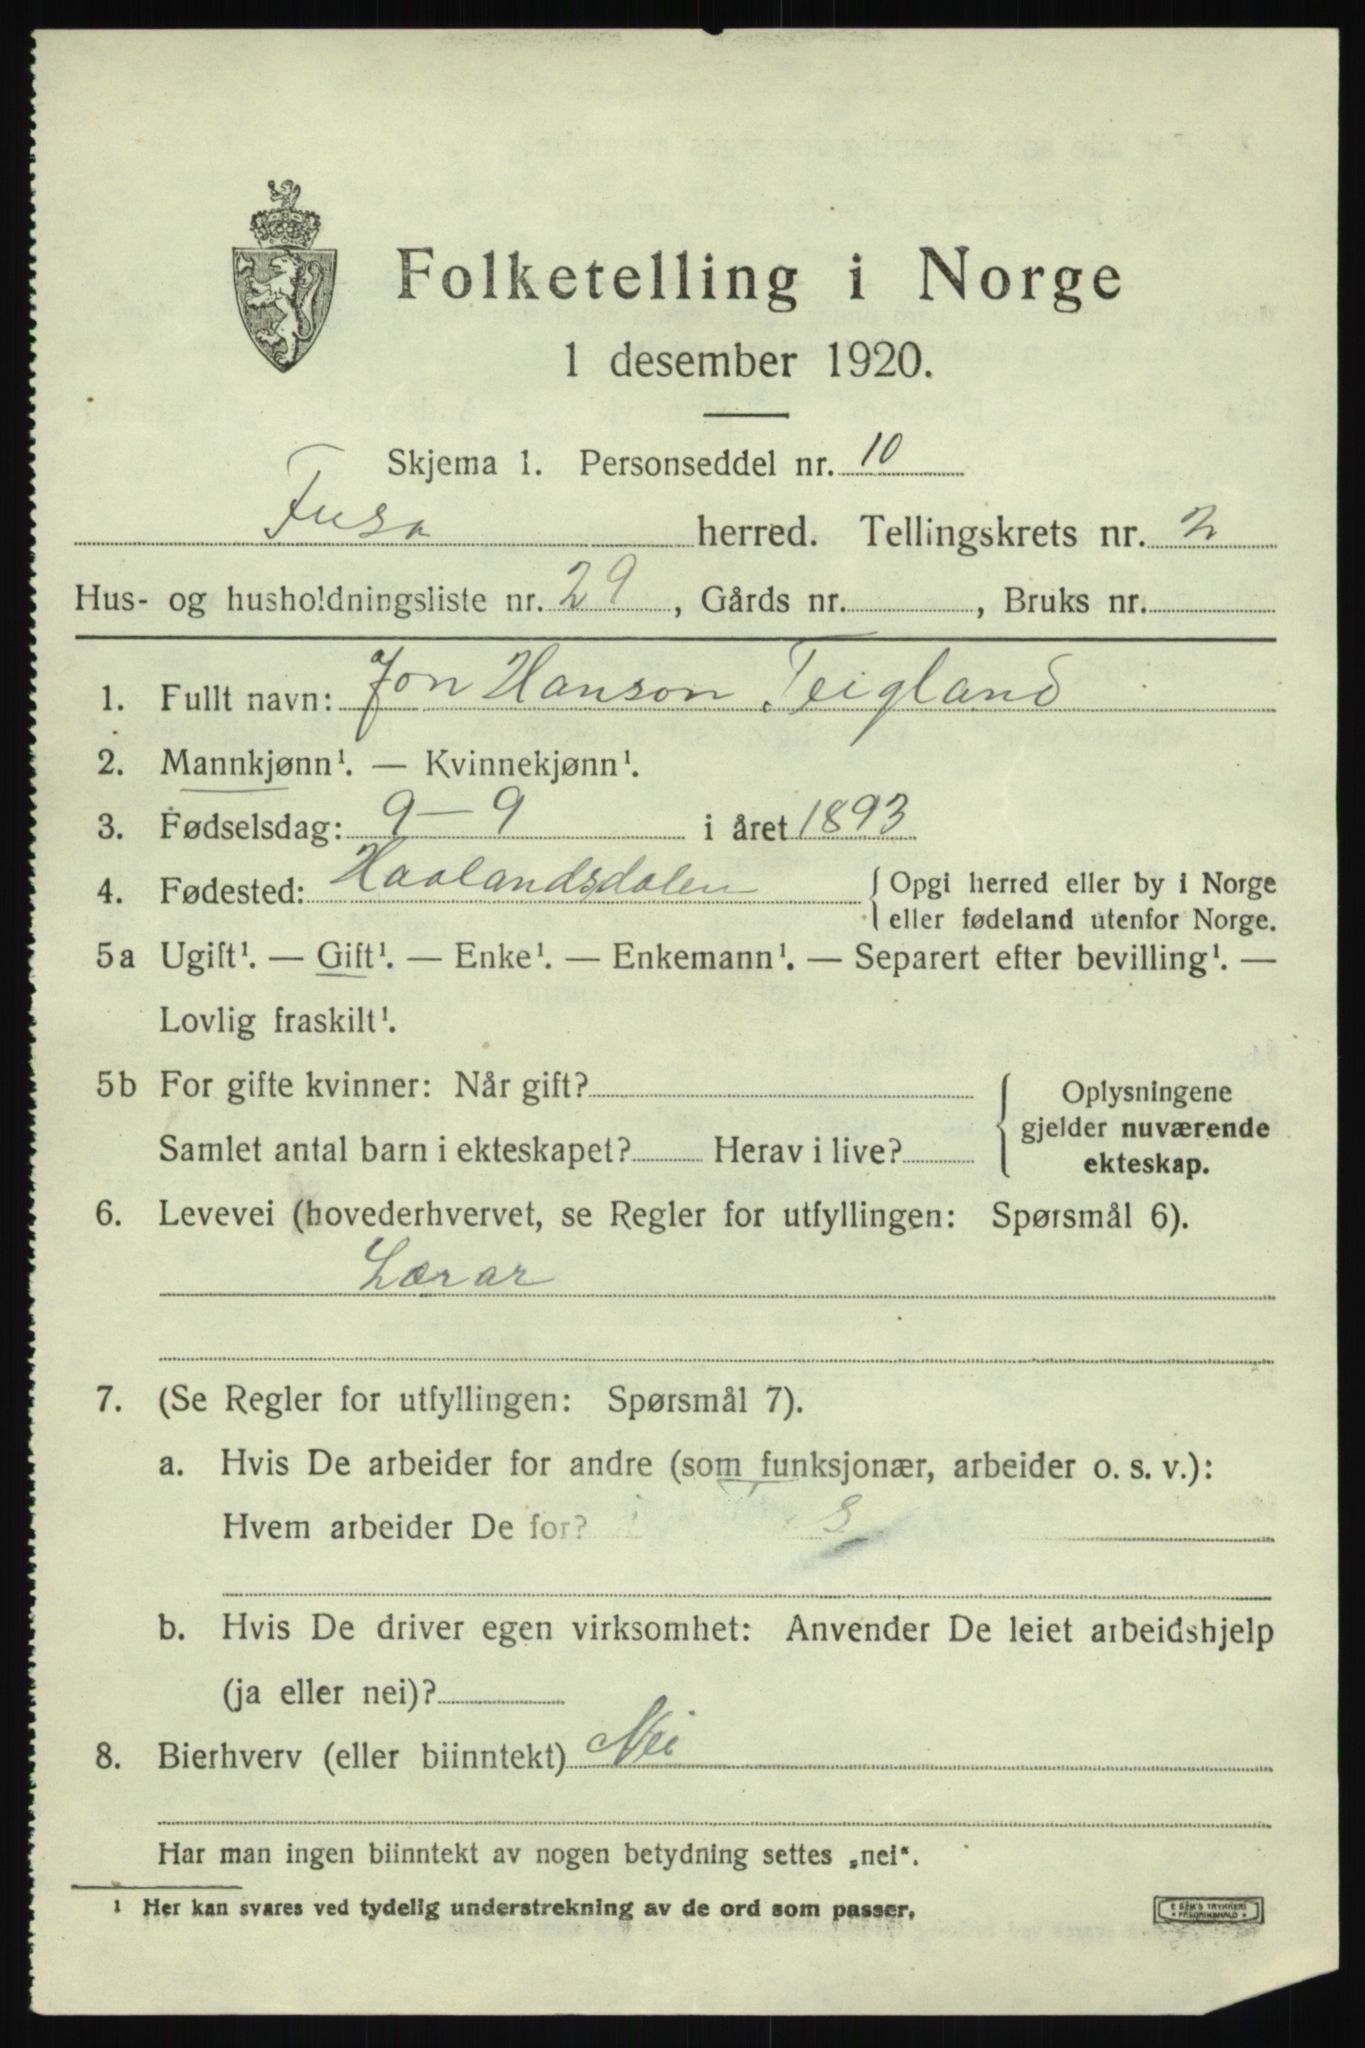 Folketelling i Norge
1 desember 1920.
Skjema 1. Personseddel nr. 10
Fusa herred. Tellingskrets nr. 2
Hus- og husholdningsliste nr. 29, Gårds nr. , Bruks nr.
1. Fullt navn: Jon Hanson Teigland
2. Mannkjønn¹. — Kvinnekjønn¹.
3. Fødselsdag: 9-9 i året 1893
4. Fødested: Haalandsdalen {Opgi herred eller by i Norge
eller fødeland utenfor Norge.
5a Ugift¹. — Gift¹. — Enke¹. — Enkemann¹. — Separert efter bevilling¹. —
Lovlig fraskilt¹.
5b For gifte kvinner: Når gift?
Samlet antal barn i ekteskapet? Herav i live?
{Oplysningene
gjelder nuværende
ekteskap.
6. Levevei (hovederhvervet, se Regler for utfyllingen: Spørsmål 6).
Lærar
7. (Se Regler for utfyllingen: Spørsmål 7).
a. Hvis De arbeider for andre (som funksjonær, arbeider o. s. v.):
Hvem arbeider De for?
b. Hvis De driver egen virksomhet: Anvender De leiet arbeidshjelp
(ja eller nei)?
8. Bierhverv (eller biinntekt) Nei
Har man ingen biinntekt av nogen betydning settes „nei“.
1 Her kan svares ved tydelig understrekning av de ord som passer.
E SEM'S TRYKKERI
FREDRIKSHALD